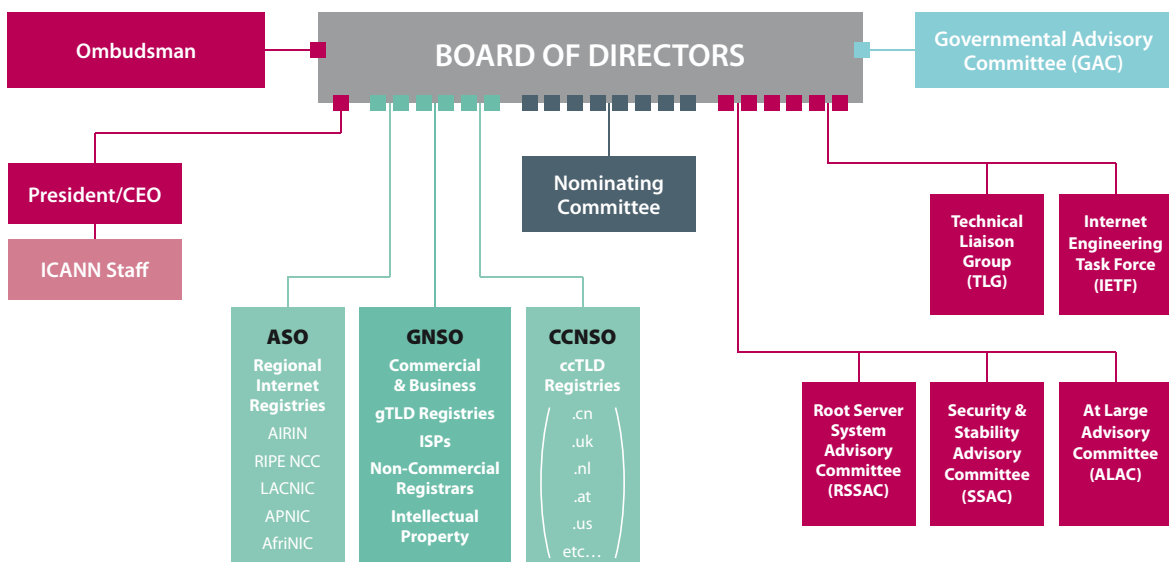 Ombudsman
BOARD OF DIRECTORS
Governmental Advisory
Committee (GAC)
President/CEO
ICANN Staff
Nominating
Committee
Technical
Liaison
Group
(TLG)
Internet
Engineering
Task Force
(IETF)
ASO
Regional
Internet
Registries
AIRIN
RIPE NCC
LACNIC
APNIC
AfriNIC
GNSO
Commercial
& Business
gTLD Registries
ISPs
Non-Commercial
Registrars
Intellectual
Property
CCNSO
ccTLD
Registries
.cn
.uk
.nl
.at
.us
etc…
Root Server
System
Advisory
Committee
(RSSAC)
Security &
Stability
Advisory
Committee
(SSAC)
At Large
Advisory
Committee
(ALAC)